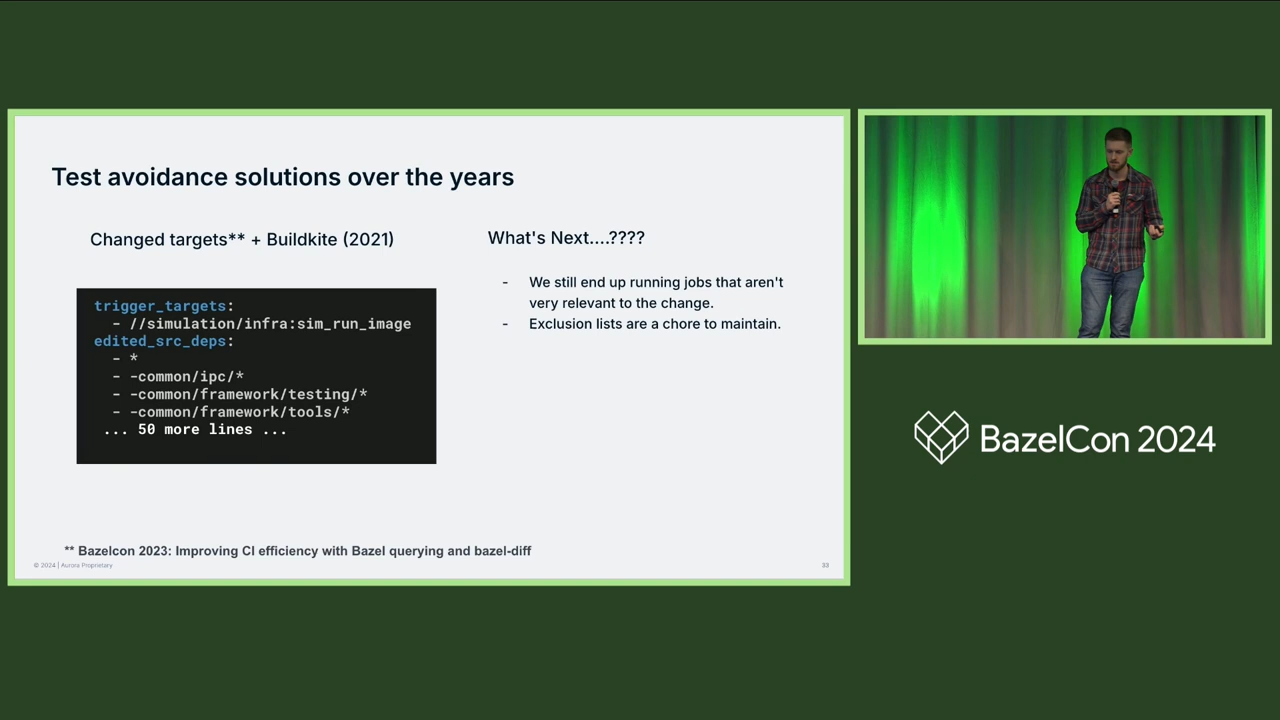 Test avoidance solutions over the years
Changed targets** + Buildkite (2021)
trigger_targets:
- //simulation/infra:sim_run_image
edited_src_deps:
- *
- -common/ipc/*
- -common/framework/testing/*
- -common/framework/tools/*
... 50 more lines ...
What's Next....????
- We still end up running jobs that aren't
very relevant to the change.
- Exclusion lists are a chore to maintain.
** Bazelcon 2023: Improving CI efficiency with Bazel querying and bazel-diff
© 2024 | Aurora Proprietary
33
BazelCon 2024